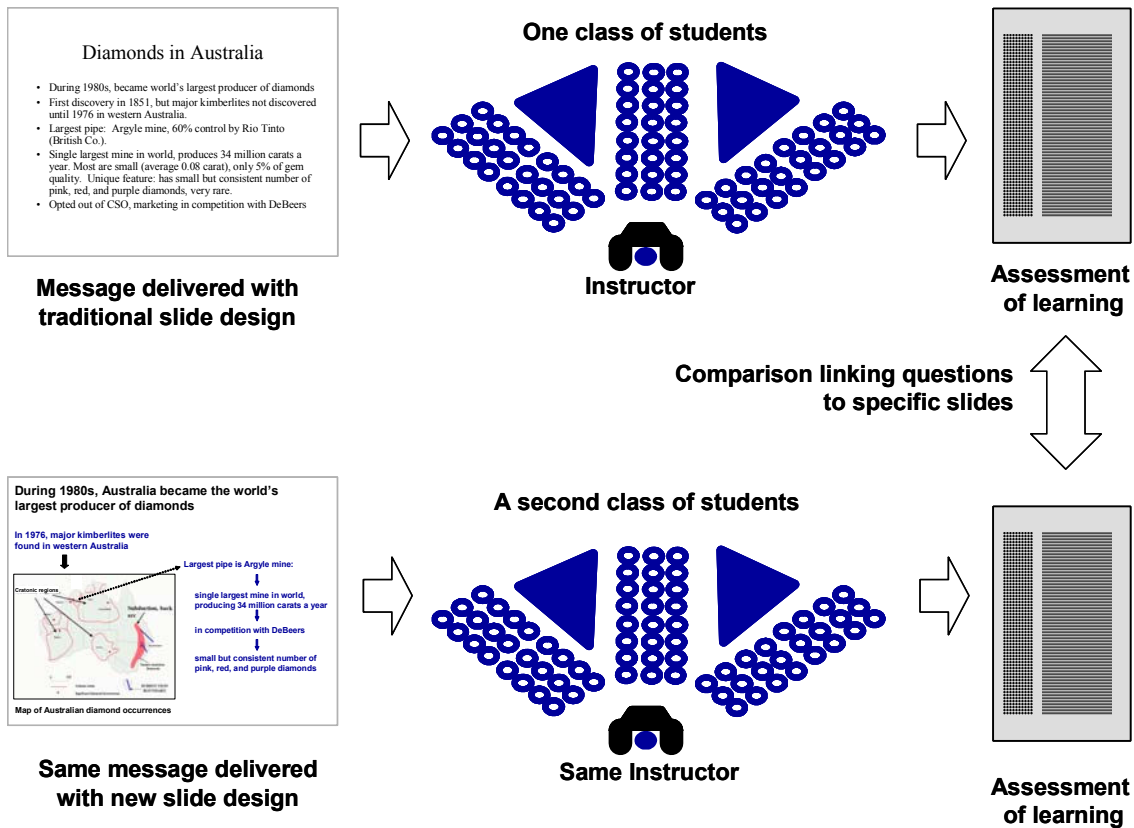 Diamonds in Australia
• During 1980s, became world's largest producer of diamonds
• First discovery in 1851, but major kimberlites not discovered
until 1976 in western Australia.
• Largest pipe: Argyle mine, 60% control by Rio Tinto
(British Co.).
• Single largest mine in world, produces 34 million carats a
year. Most are small (average 0.08 carat), only 5% of gem
quality. Unique feature: has small but consistent number of
pink, red, and purple diamonds, very rare.
• Opted out of CSO, marketing in competition with DeBeers
Message delivered with
traditional slide design
One class of students
Instructor
Assessment
of learning
Comparison linking questions
to specific slides
During 1980s, Australia became the world's
largest producer of diamonds
In 1976, major kimberlites were
found in western Australia
Cratonic regions
Largest pipe is Argyle mine:
single largest mine in world,
producing 34 million carats a year
in competition with DeBeers
small but consistent number of
pink, red, and purple diamonds
Map of Australian diamond occurrences
Same message delivered
with new slide design
A second class of students
Same Instructor
Assessment
of learning